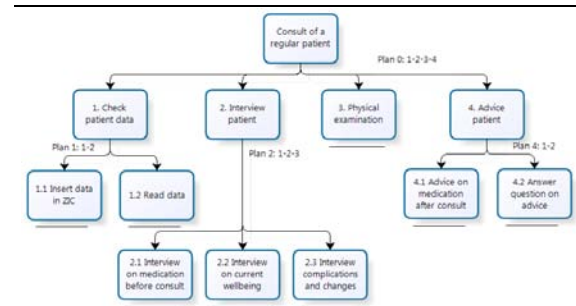 Consult of
a regular patient
Plan 0: 1-2-3-4
1. Check
patient data
2. Interview
patient
3. Physical
examination
4. Advice
patient
Plan 1: 1-2
Plan 2: 1-2-3
Plan 4: 1-2
1.1 Insert data
in ZIC
1.2 Read data
4.1 Advice on
medication
after consult
4.2 Answer
question on
advice
2.1 Interview
on medication
before consult
2.2 Interview
on current
wellbeing
2.3 Interview
complications
and changes